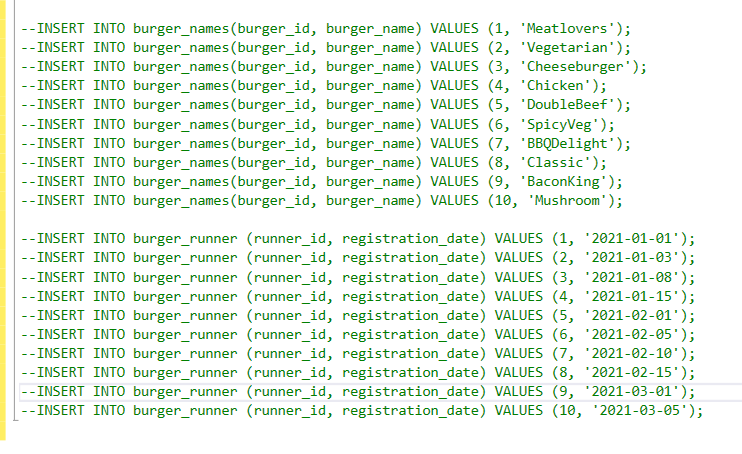 --INSERT INTO burger_names(burger_id, burger_name) VALUES (1, 'Meatlovers');
--INSERT INTO burger_names(burger_id, burger_name) VALUES (2, 'Vegetarian');
--INSERT INTO burger_names(burger_id, burger_name) VALUES (3, 'Cheeseburger');
--INSERT INTO burger_names(burger_id, burger_name) VALUES (4, 'Chicken');
--INSERT INTO burger_names(burger_id, burger_name) VALUES (5, 'DoubleBeef');
--INSERT INTO burger_names(burger_id, burger_name) VALUES (6, 'SpicyVeg');
--INSERT INTO burger_names(burger_id, burger_name) VALUES (7, 'BBQDelight');
--INSERT INTO burger_names(burger_id, burger_name) VALUES (8, 'Classic');
--INSERT INTO burger_names(burger_id, burger_name) VALUES (9, 'BaconKing');
--INSERT INTO burger_names(burger_id, burger_name) VALUES (10, 'Mushroom');
--INSERT INTO burger_runner (runner_id, registration_date) VALUES (1, '2021-01-01');
--INSERT INTO burger_runner (runner_id, registration_date) VALUES (2, '2021-01-03');
--INSERT INTO burger_runner (runner_id, registration_date) VALUES (3, '2021-01-08');
--INSERT INTO burger_runner (runner_id, registration_date) VALUES (4, '2021-01-15');
--INSERT INTO burger_runner (runner_id, registration_date) VALUES (5, '2021-02-01');
--INSERT INTO burger_runner (runner_id, registration_date) VALUES (6, '2021-02-05');
--INSERT INTO burger_runner (runner_id, registration_date) VALUES (7, '2021-02-10');
--INSERT INTO burger_runner (runner_id, registration_date) VALUES (8, '2021-02-15');
--INSERT INTO burger_runner (runner_id, registration_date) VALUES (9, '2021-03-01');
--INSERT INTO burger_runner (runner_id, registration_date) VALUES (10, '2021-03-05');